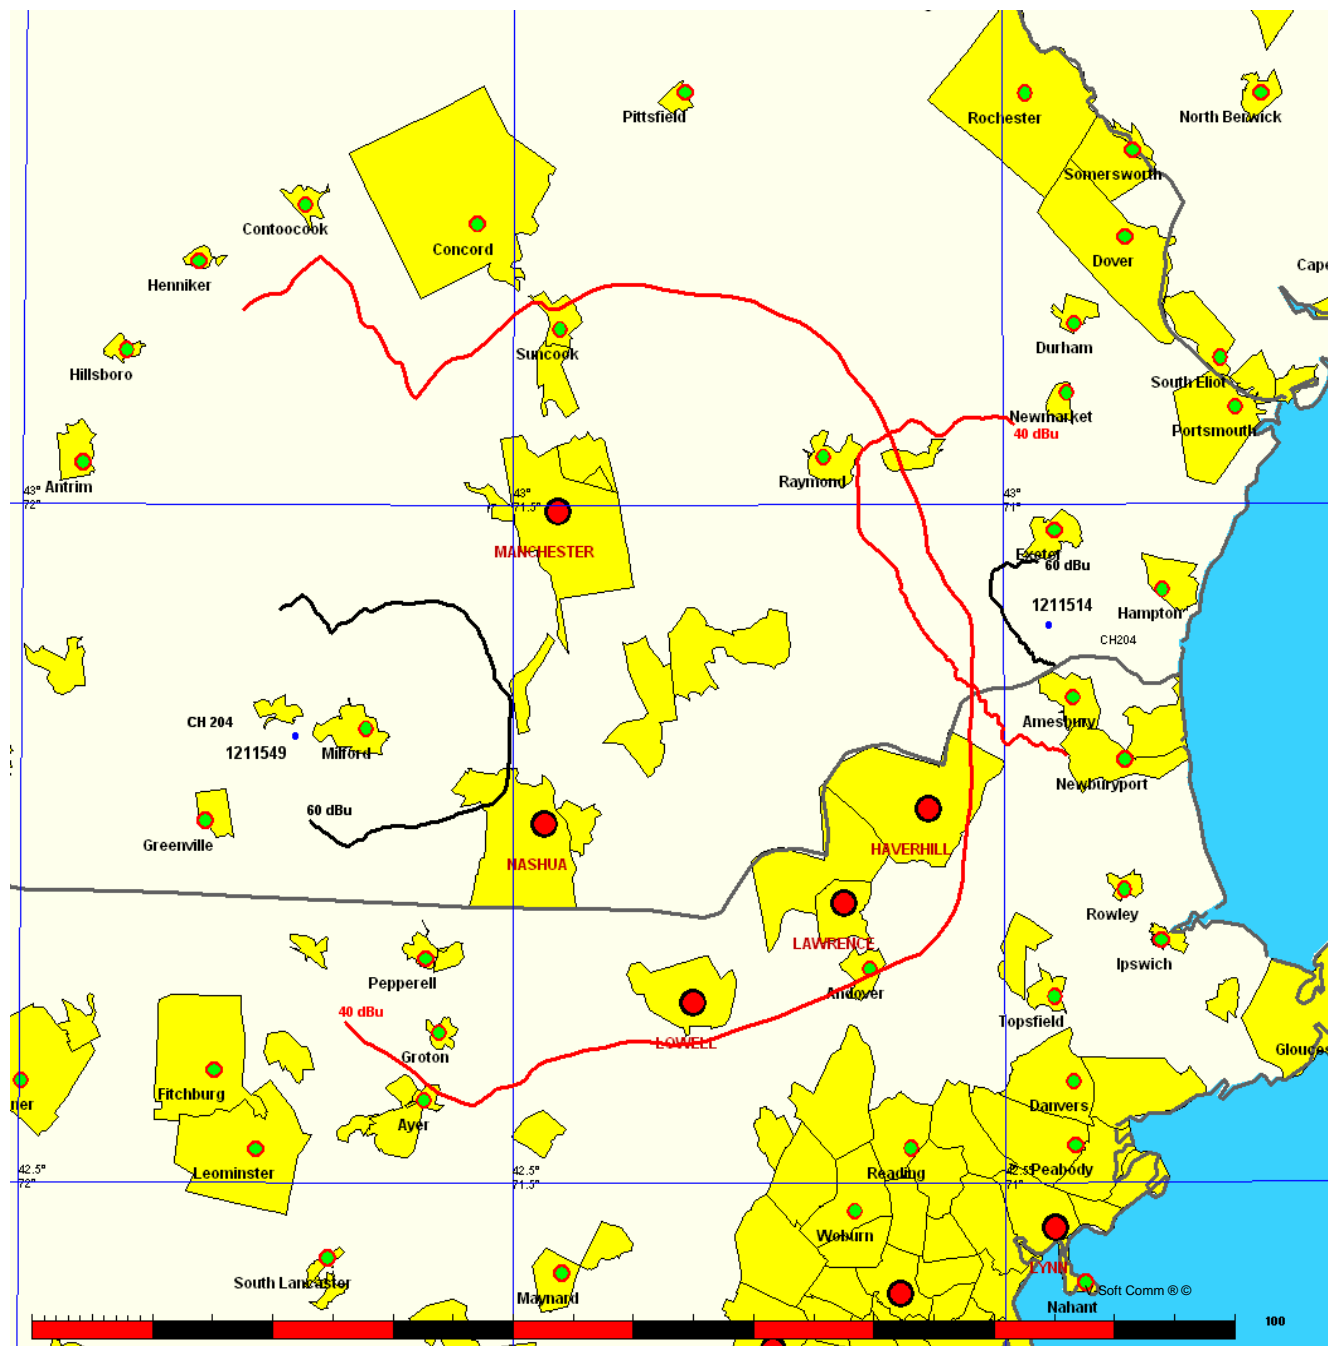 Pittsfield
Rochester
North Berwick
Somersworth
Contoocook
Concord
Dover
Henniker
Cape
Durham
Suncook
Hillsboro
South Eliot
Newmarket
Portsmouth
40 dBu
Raymond
Antrim
43°
72°
43°
71.5°
43°
71°
MANCHESTER
Exeter
60 dBu
1211514
Hampton
CH204
CH 204
1211549
Milford
Amesbury
Newburyport
60 dBu
Greenville
NASHUA
HAVERHILL
Rowley
LAWRENCE
Ipswich
Pepperell
Andover
40 dBu
Topsfield
Groton
LOWELL
Glouces
ner
Fitchburg
Ayer
Danvers
Leominster
Reading
Peabody
42.5°
72°
42.5°
71.5°
42.5°
71°
Woburn
South Lancaster
LYNN
Maynard
V-Soft Comm ® ©
Nahant
100